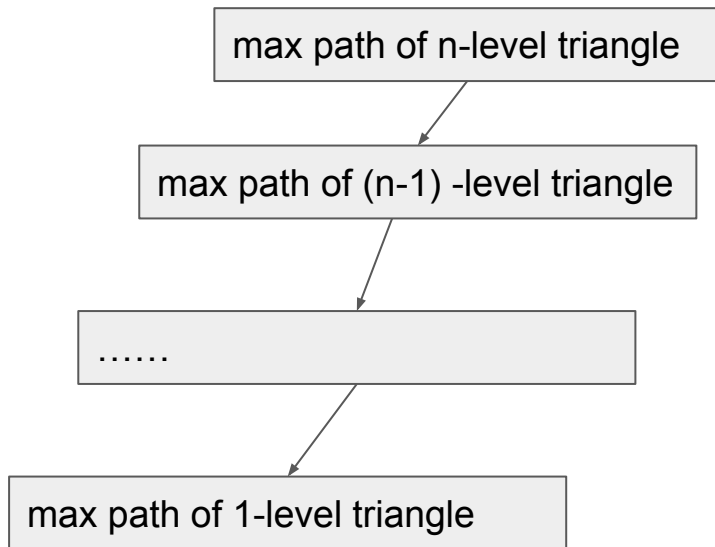 max path of n-level triangle
max path of (n-1) -level triangle
……
max path of 1-level triangle